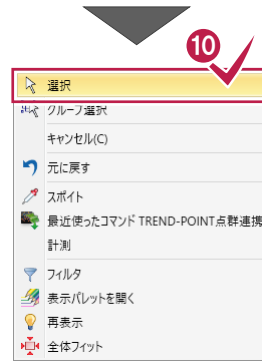 10
選択
グループ選択
キャンセル(C)
元に戻す
スポイト
最近使ったコマンド TREND-POINT点群連携
計測
フィルタ
表示パレットを開く
再表示
全体フィット